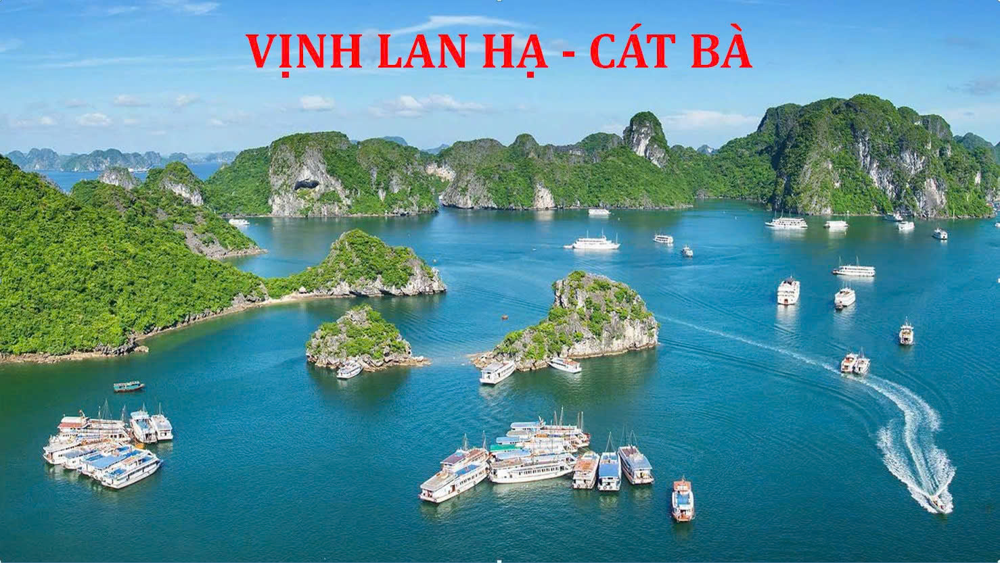 VỊNH LAN HẠ - CÁT BÀ